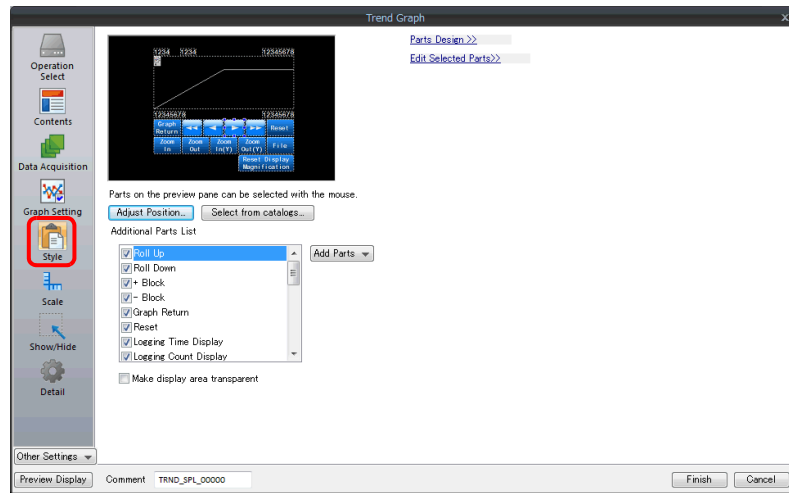 Trend Graph
x
Operation
Select
Contents
Data Acquisition
Graph Setting
Style
Scale
Show/Hide
Detail
Other Settings
1234 1234 12345678
12345678 12345678
Graph
Return
Reset
Zoom
In
Zoom
Out
Zoom
In(Y)
Zoom
Out(Y)
File
Reset Display
Magnification
Parts Design >>
Edit Selected Parts>>
Parts on the preview pane can be selected with the mouse.
Adjust Position...
Select from catalogs...
Additional Parts List
Roll Up
Roll Down
+ Block
- Block
Graph Return
Reset
Logging Time Display
Logging Count Display
Add Parts
Make display area transparent
Preview Display
Comment
TRND_SPL_00000
Finish
Cancel